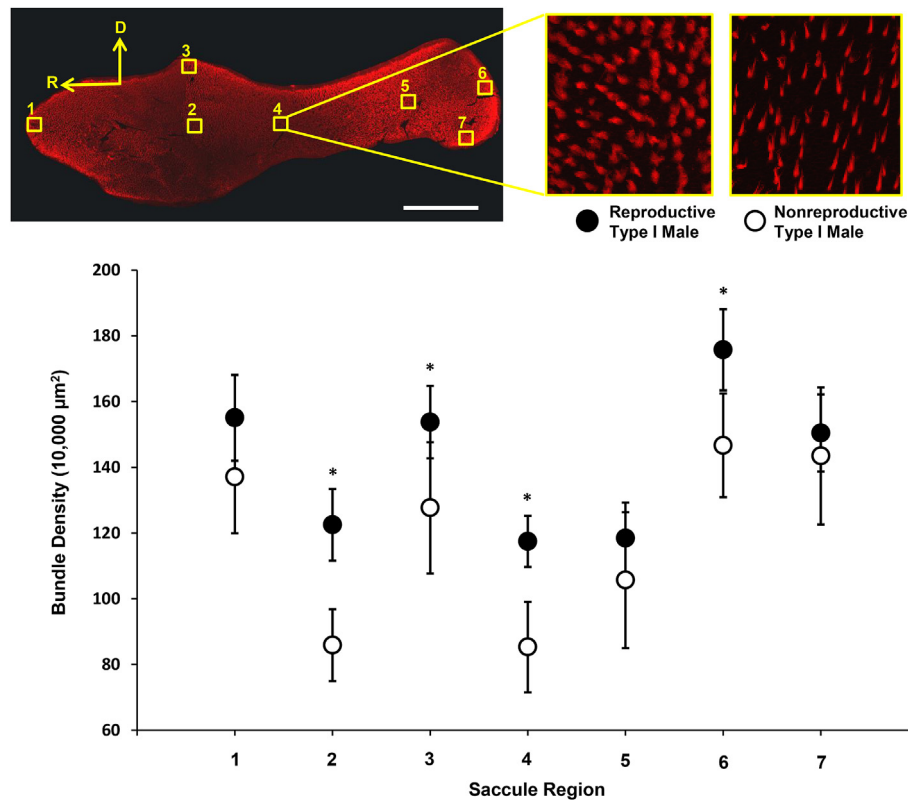 D
R
1
2
3
4
5
6
7
Reproductive
Type I Male
Nonreproductive
Type I Male
200
180
160
140
120
100
80
60
Bundle Density (10,000 µm²)
*
*
*
*
1 2 3 4 5 6 7
Saccule Region